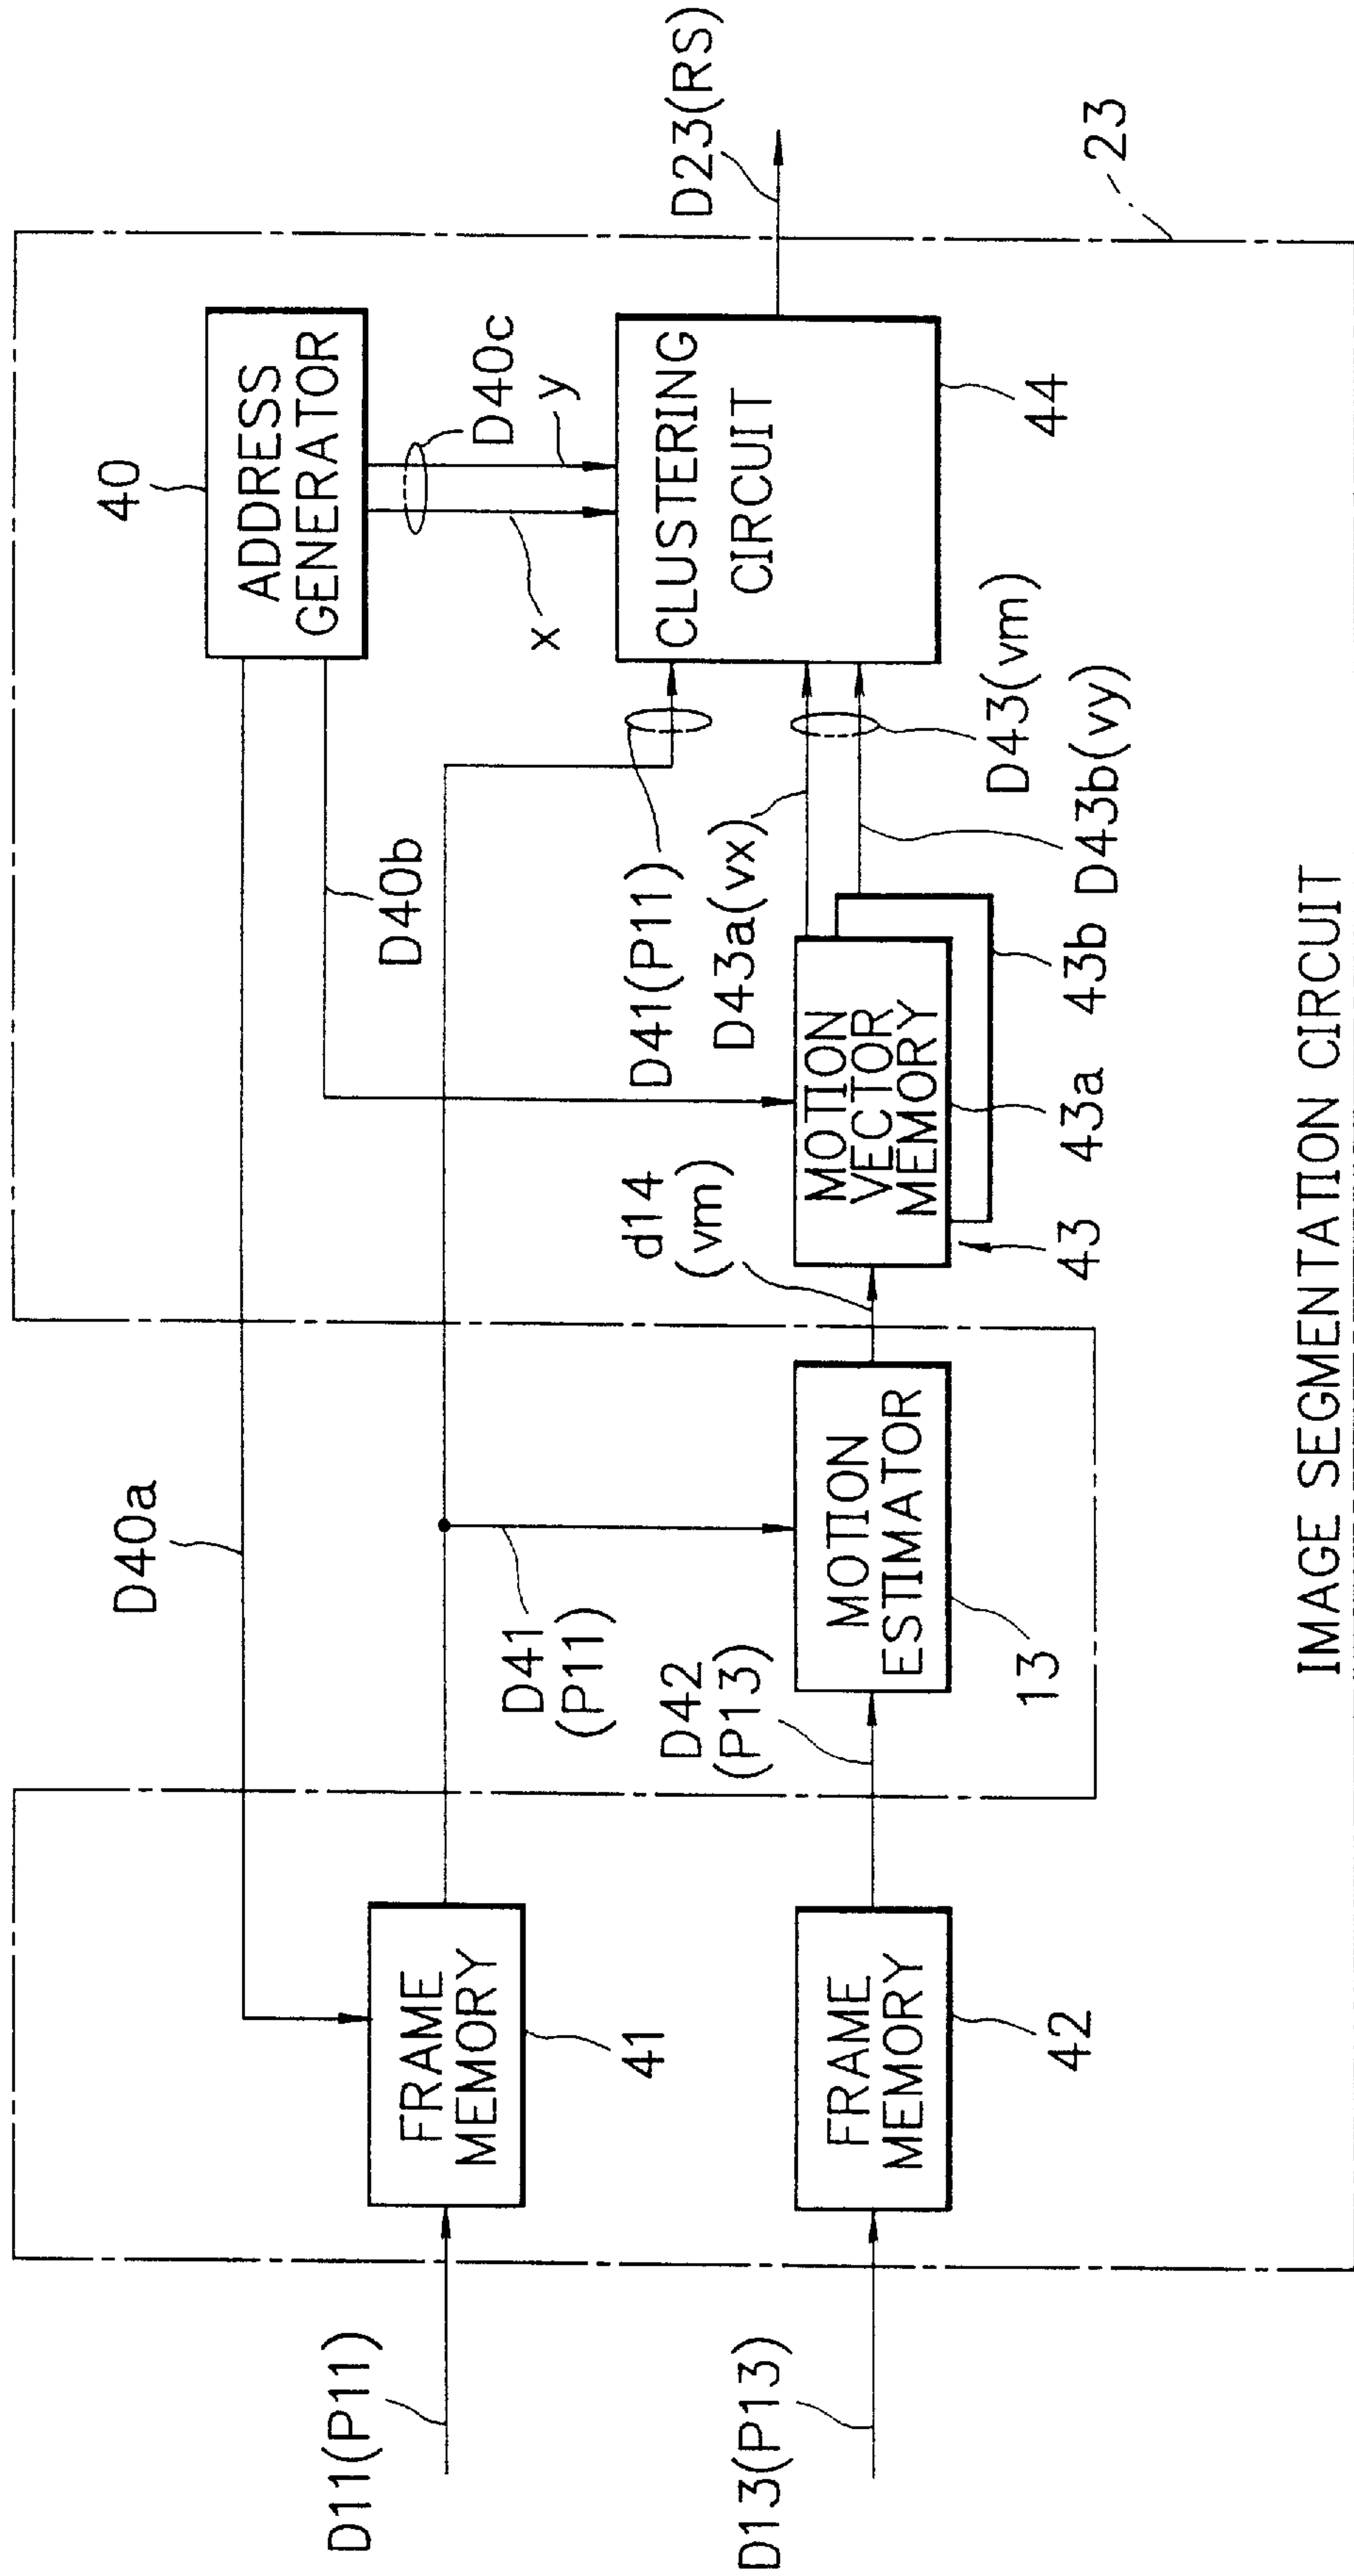 40
ADDRESS
GENERATOR
D40a
D40b
D40c
x
y
D23(RS)
23
D11(P11)
FRAME
MEMORY
41
D41
(P11)
D41(P11)
CLUSTERING
CIRCUIT
44
D13(P13)
FRAME
MEMORY
42
D42
(P13)
MOTION
ESTIMATOR
13
d14
(vm)
MOTION
VECTOR
MEMORY
43
43a
43b
D43a(vx)
D43b(vy)
D43(vm)
IMAGE SEGMENTATION CIRCUIT